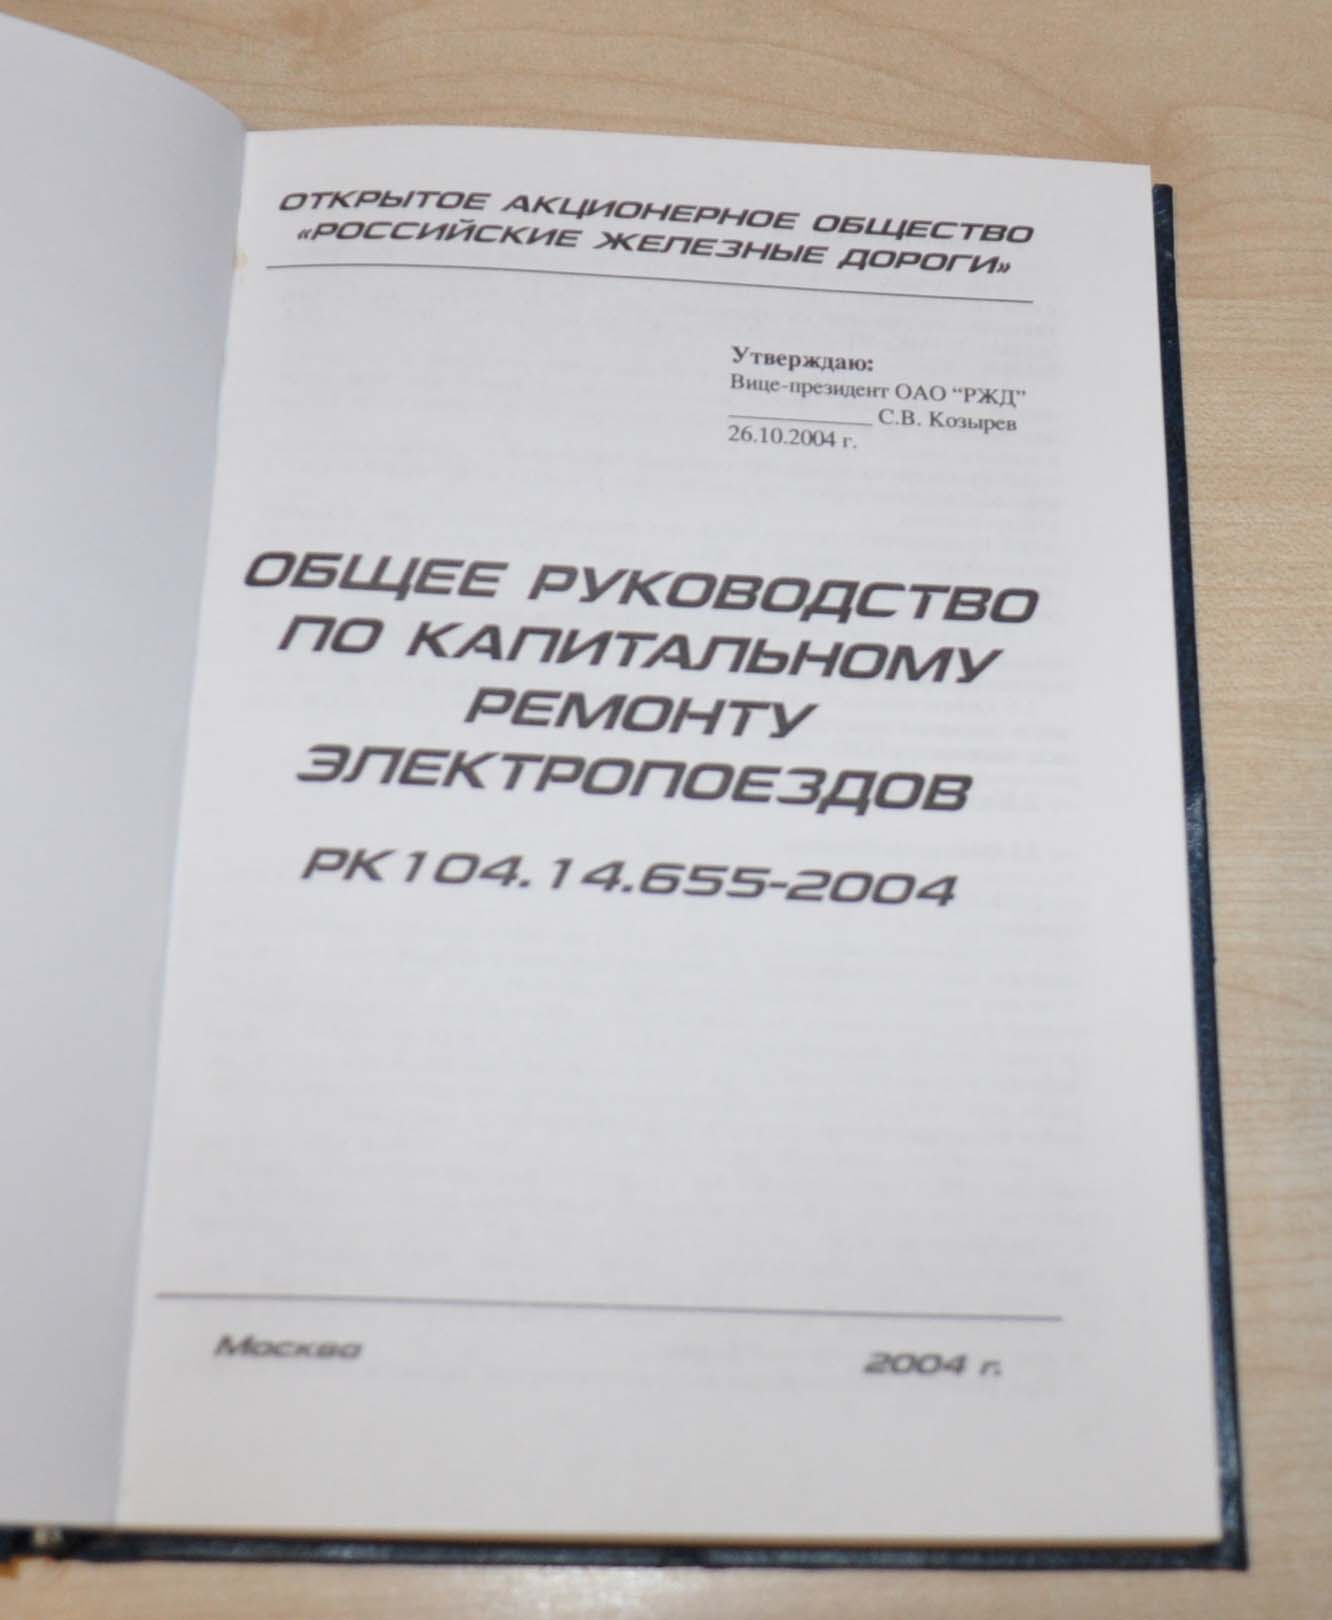 ОТКРЫТОЕ АКЦИОНЕРНОЕ ОБЩЕСТВО
«РОССИЙСКИЕ ЖЕЛЕЗНЫЕ ДОРОГИ»
Утверждаю:
Вице-президент ОАО “РЖД”
____________ С.В. Козырев
26.10.2004 г.
ОБЩЕЕ РУКОВОДСТВО
ПО КАПИТАЛЬНОМУ
РЕМОНТУ
ЭЛЕКТРОПОЕЗДОВ
РК104.14.655-2004
Москва 2004 г.